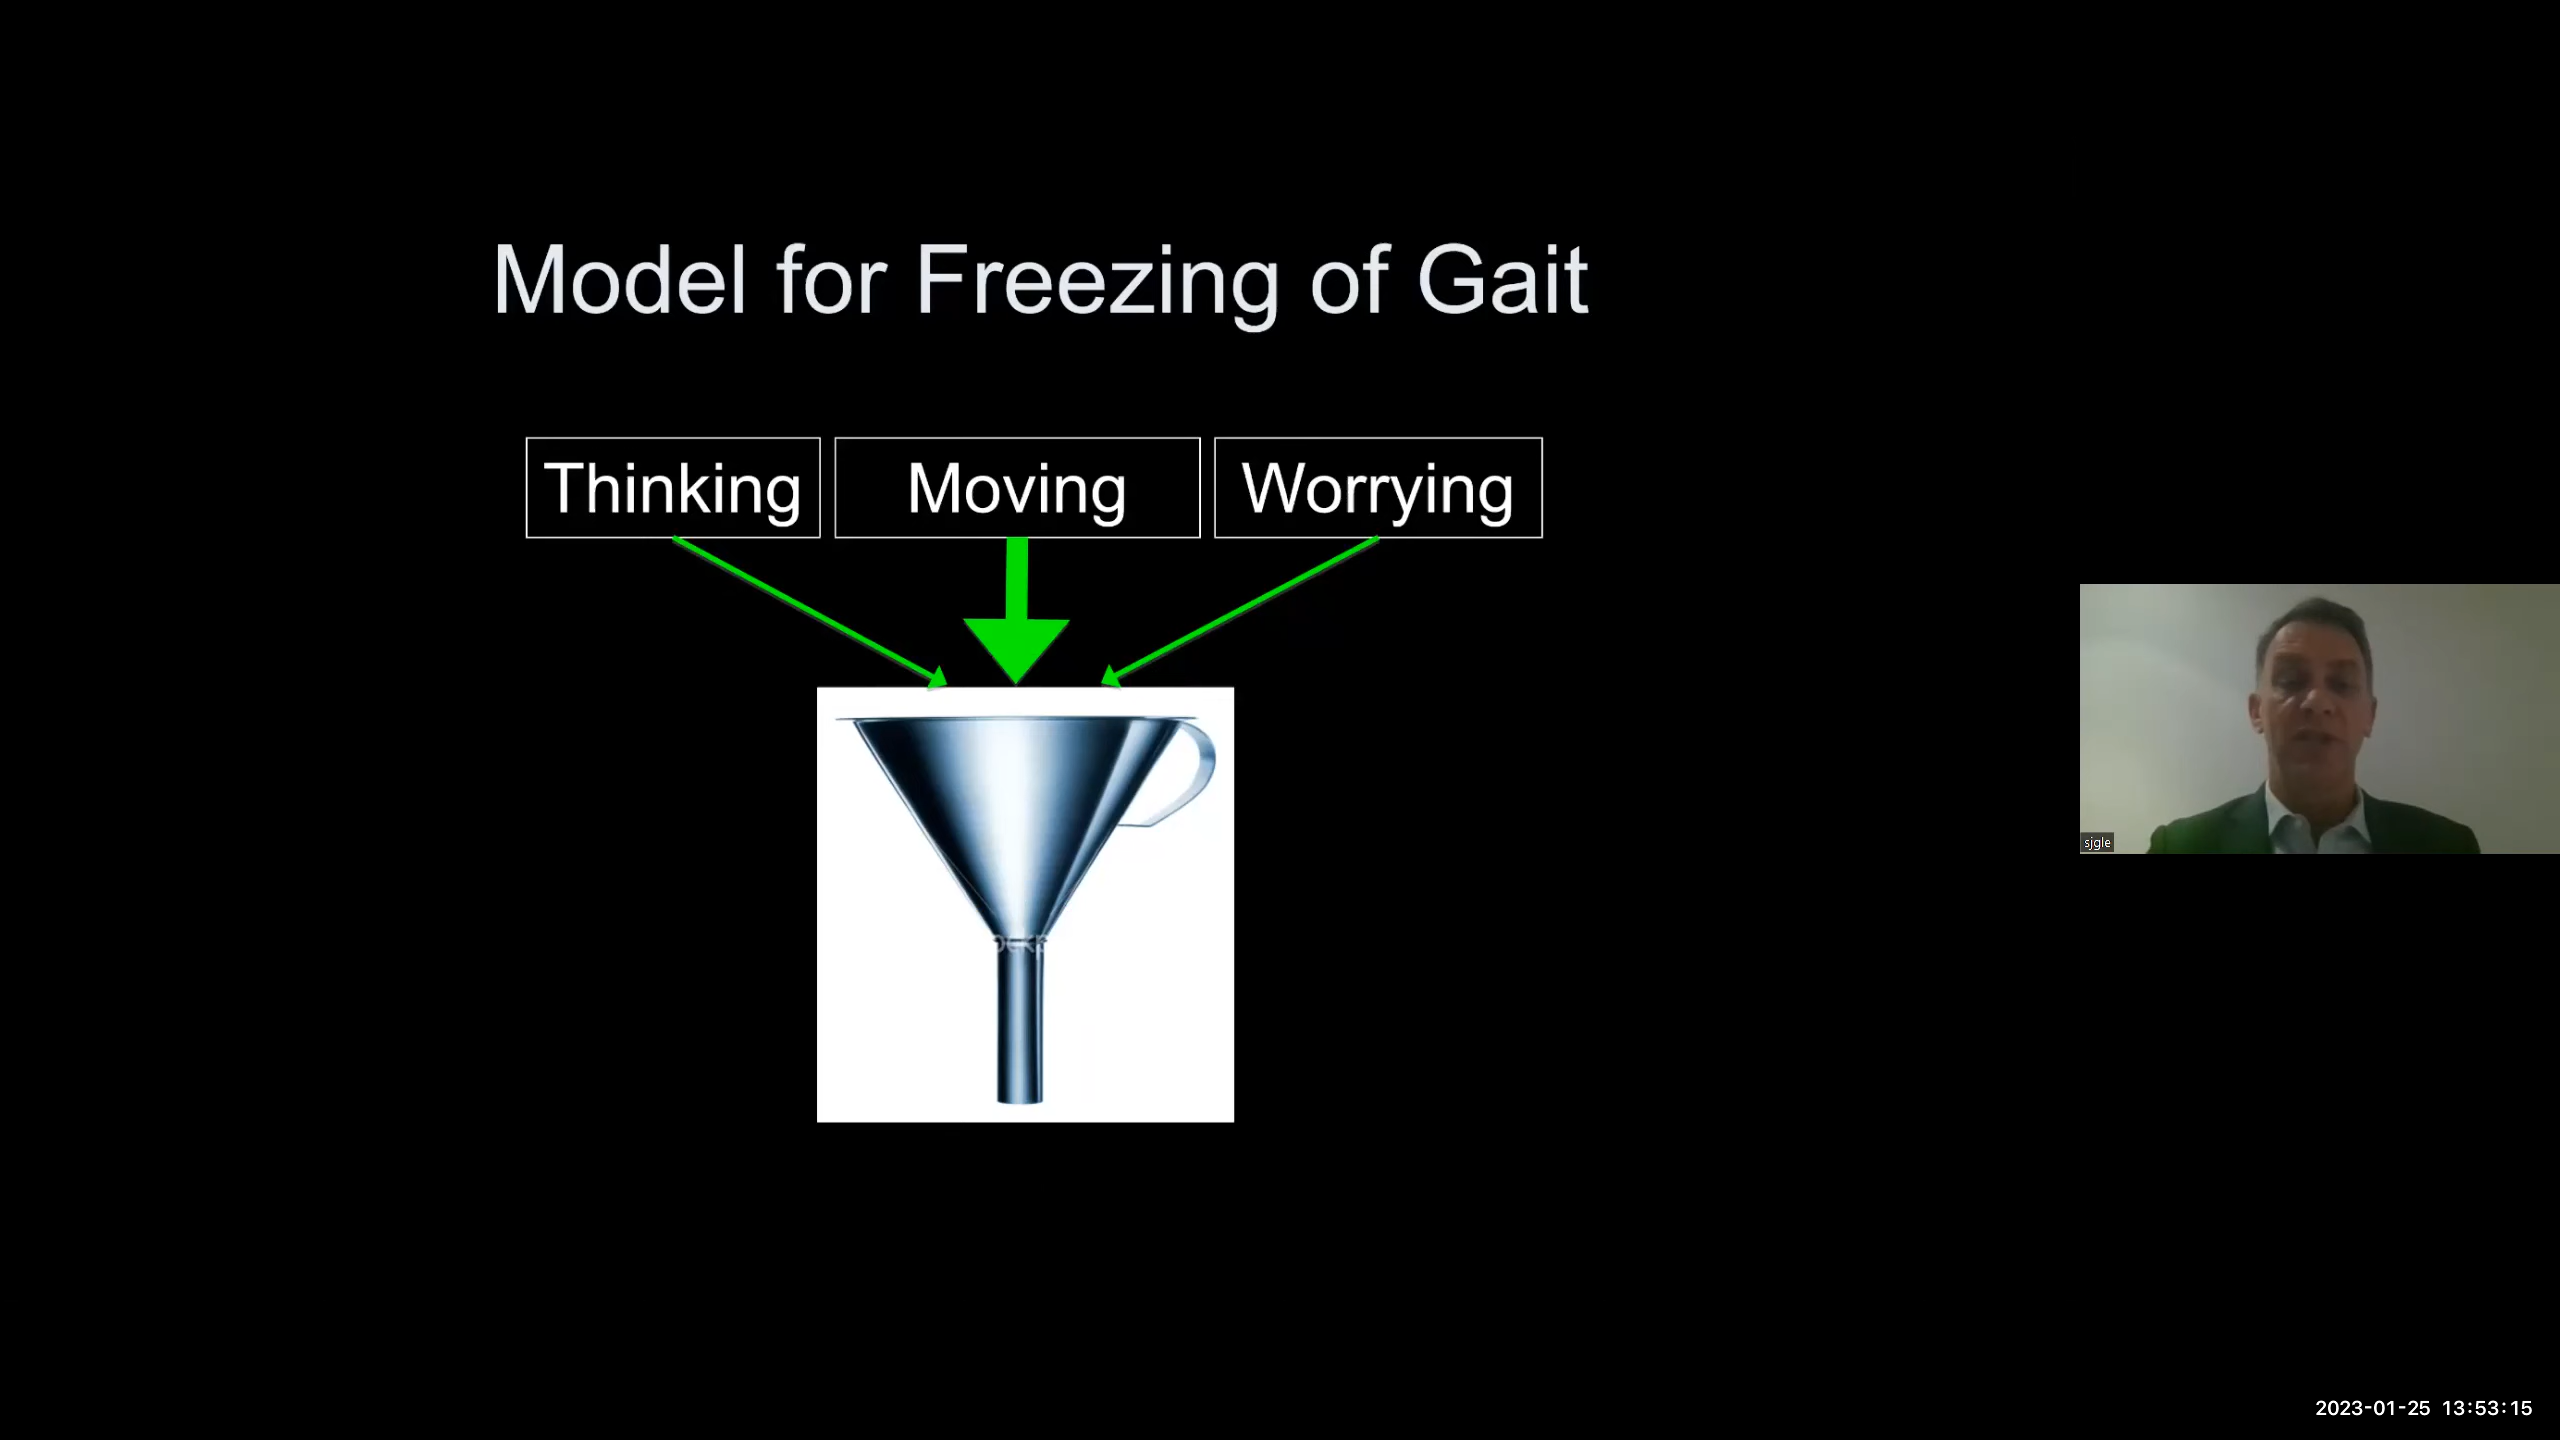 Model for Freezing of Gait
Thinking
Moving
Worrying
sjgle
2023-01-25 13:53:15